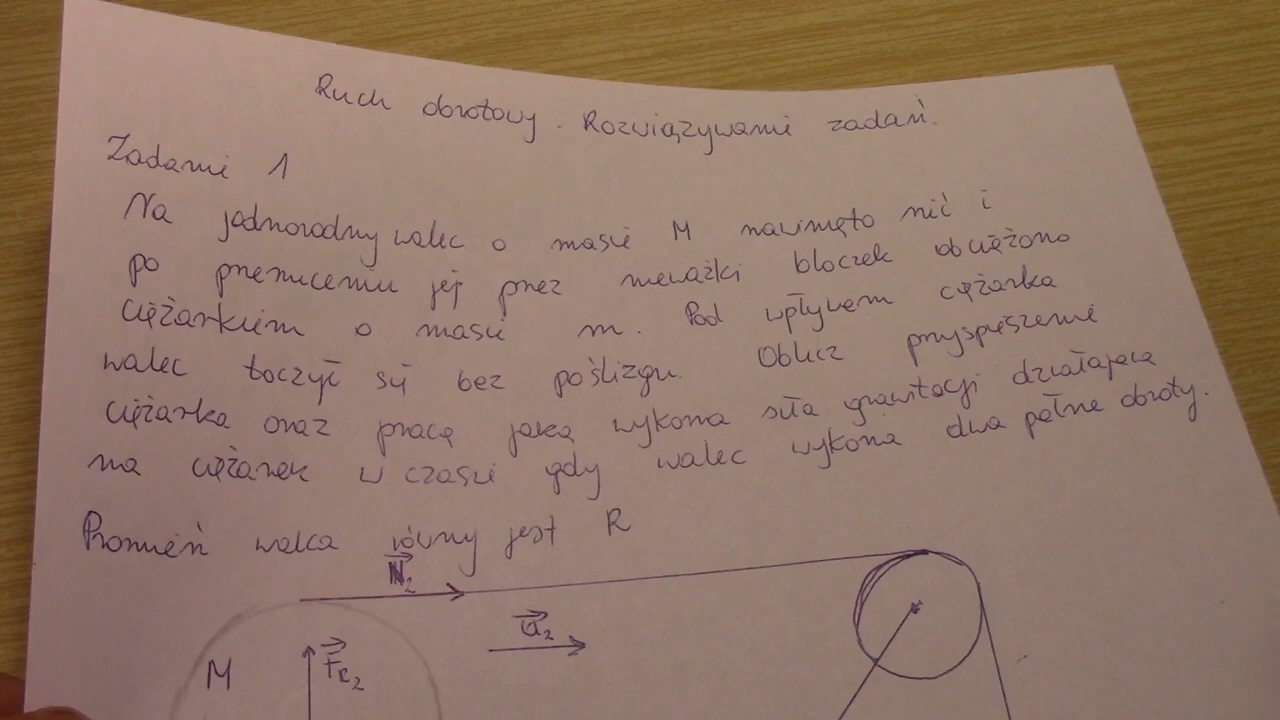 Ruch obrotowy. Rozwiązywanie zadań.
Zadanie 1
Na jednorodny walec o masie M nawinięto nić i
po przerzuceniu jej przez nieważki bloczek obciążono
ciężarkiem o masie m. Pod wpływem ciężarka
walec toczył się bez poślizgu. Oblicz przyspieszenie
ciężarka oraz pracę jaką wykona siła grawitacji działająca
na ciężarek w czasie gdy walec wykona dwa pełne obroty.
Promień walca równy jest R
N₂
a₂
M
F_R₂